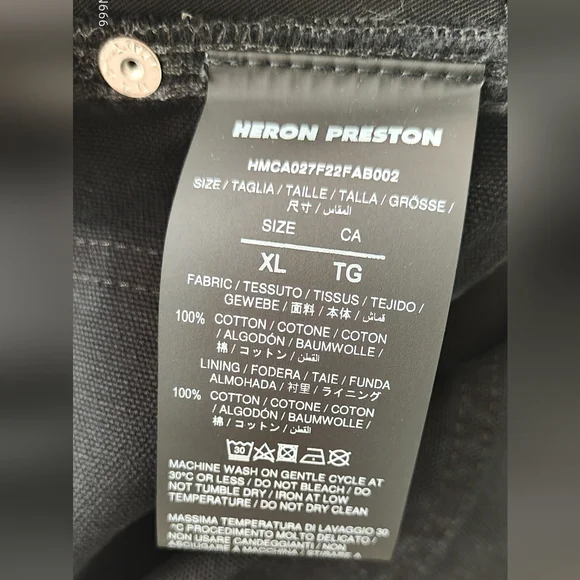 HERON PRESTON
HMCA027F22FAB002
SIZE / TAGLIA / TAILLE / TALLA / GRÖSSE /
尺寸 / المقاس /
SIZE CA
XL TG
FABRIC / TESSUTO / TISSUS / TEJIDO /
GEWEBE / 面料 / 本体 / قماش /
100% COTTON / COTONE / COTON
/ ALGODÓN / BAUMWOLLE /
棉 / コットン / القطن
LINING / FODERA / TAIE / FUNDA
ALMOHADA / 衬里 / ライニング
100% COTTON / COTONE / COTON
/ ALGODÓN / BAUMWOLLE /
棉 / コットン / القطن
30
MACHINE WASH ON GENTLE CYCLE AT
30°C OR LESS / DO NOT BLEACH / DO
NOT TUMBLE DRY / IRON AT LOW
TEMPERATURE / DO NOT DRY CLEAN
MASSIMA TEMPERATURA DI LAVAGGIO 30
°C PROCEDIMENTO MOLTO DELICATO /
NON USARE CANDEGGIANTI / NON
ASCIUGARE A MACCHINA / STIRARE A